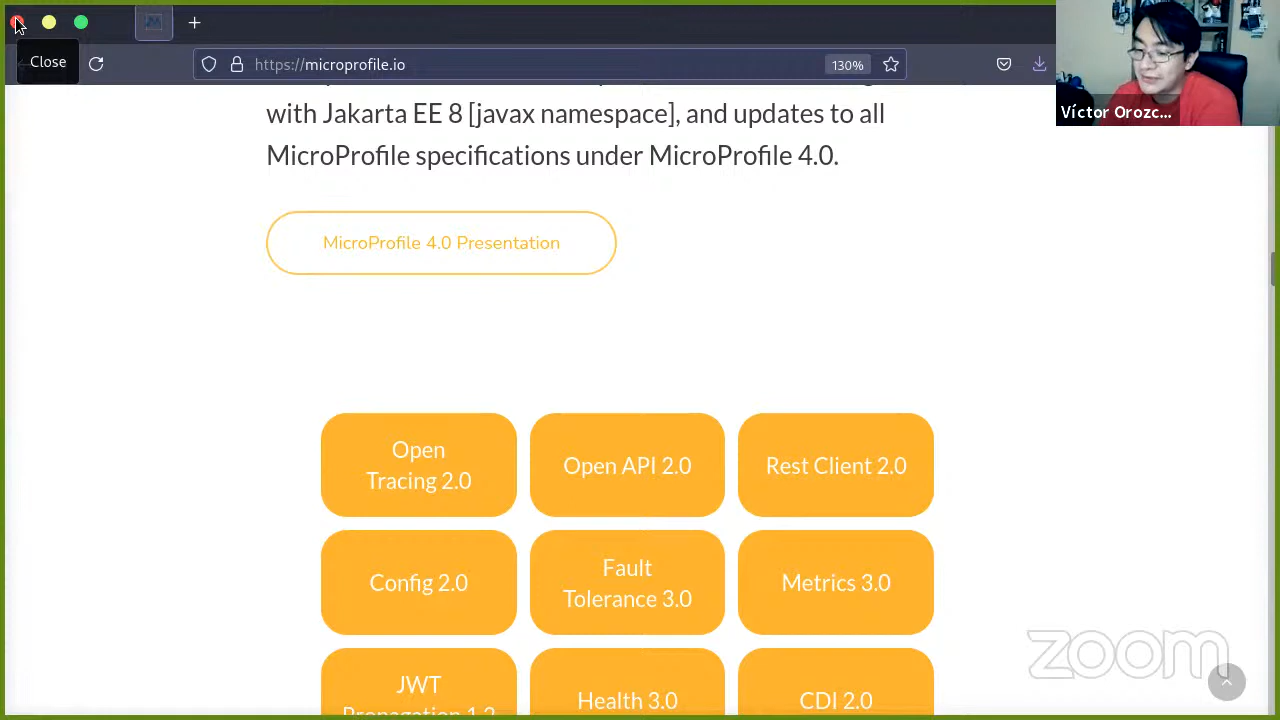 Close
https://microprofile.io
130%
Víctor Orozc...
with Jakarta EE 8 [javax namespace], and updates to all
MicroProfile specifications under MicroProfile 4.0.
MicroProfile 4.0 Presentation
Open
Tracing 2.0
Open API 2.0
Rest Client 2.0
Config 2.0
Fault
Tolerance 3.0
Metrics 3.0
JWT
Health 3.0
CDI 2.0
zoom